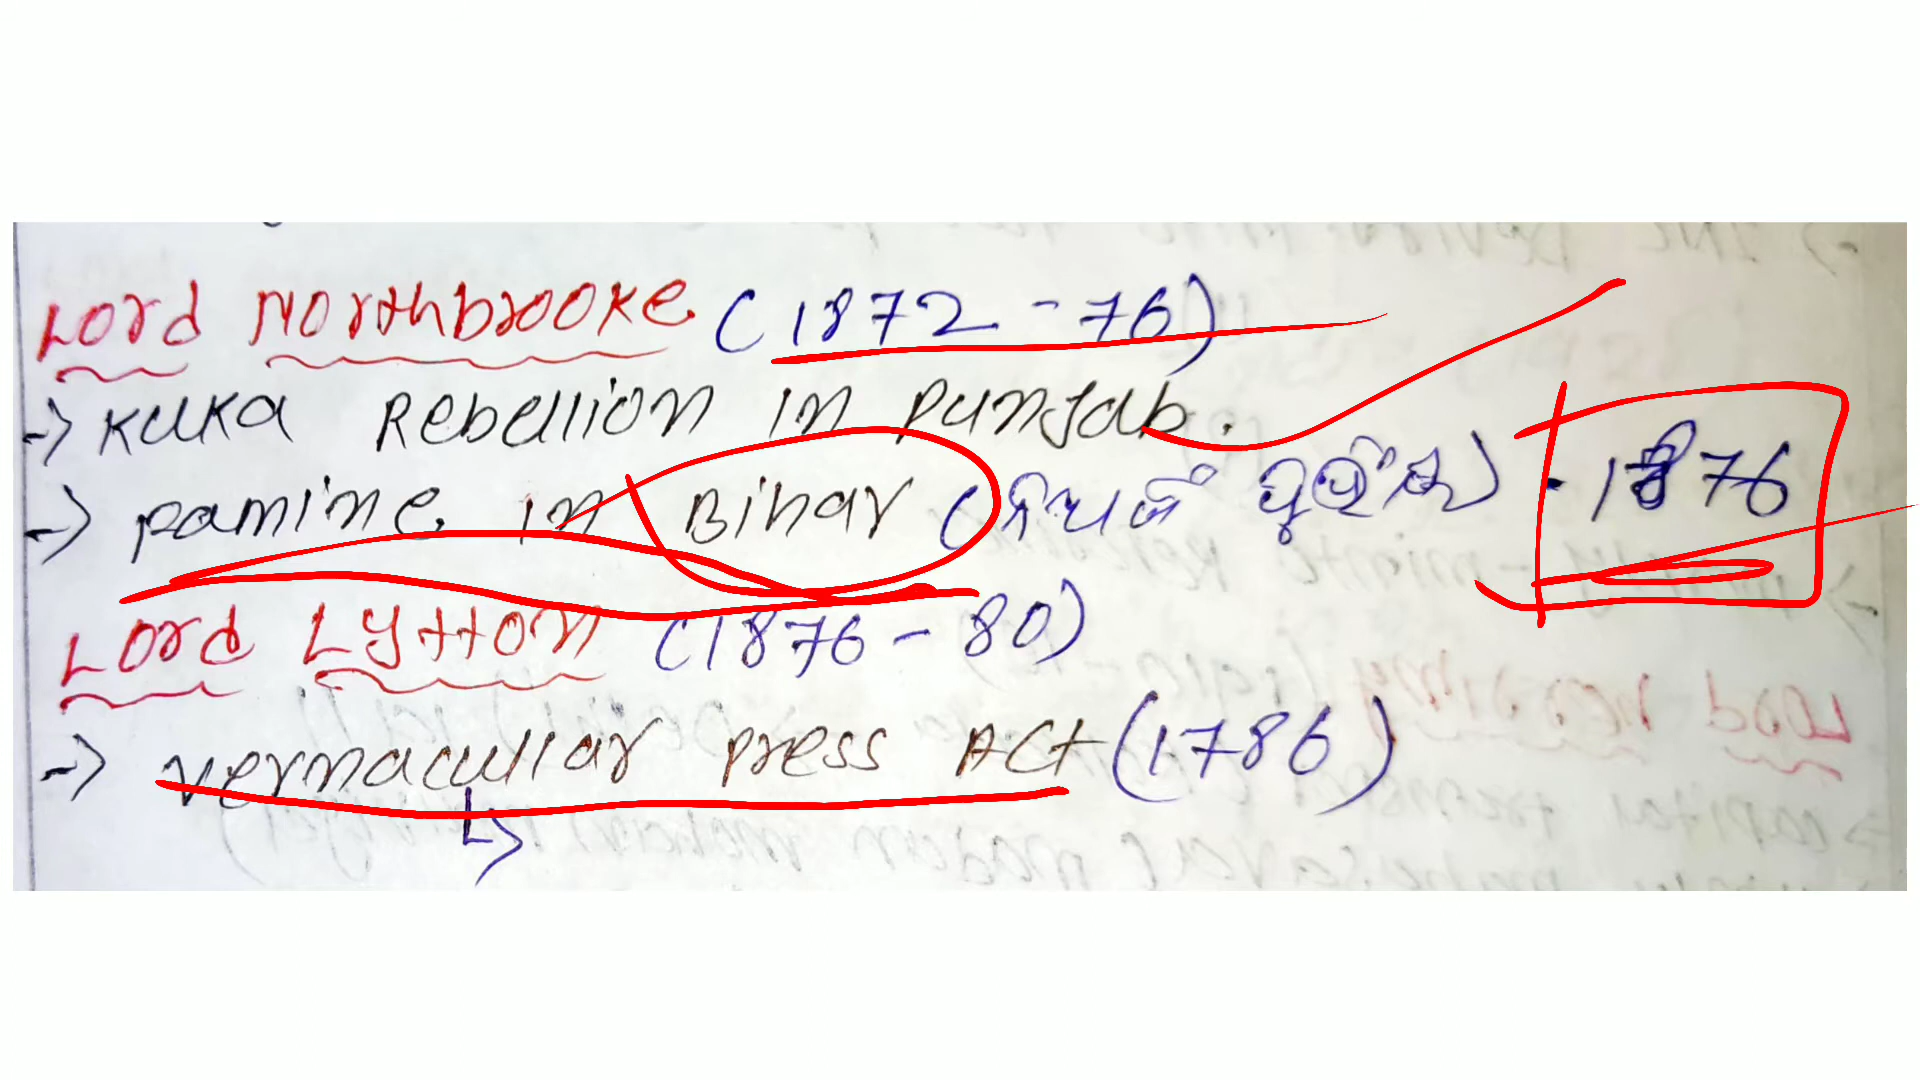 Lord Northbrooke (1872 - 76)
-> Kuka Rebellion in Punjab.
-> Famine in Bihar ( - 1876
Lord Lytton (1876 - 80)
-> vernacullar press Act (1786)